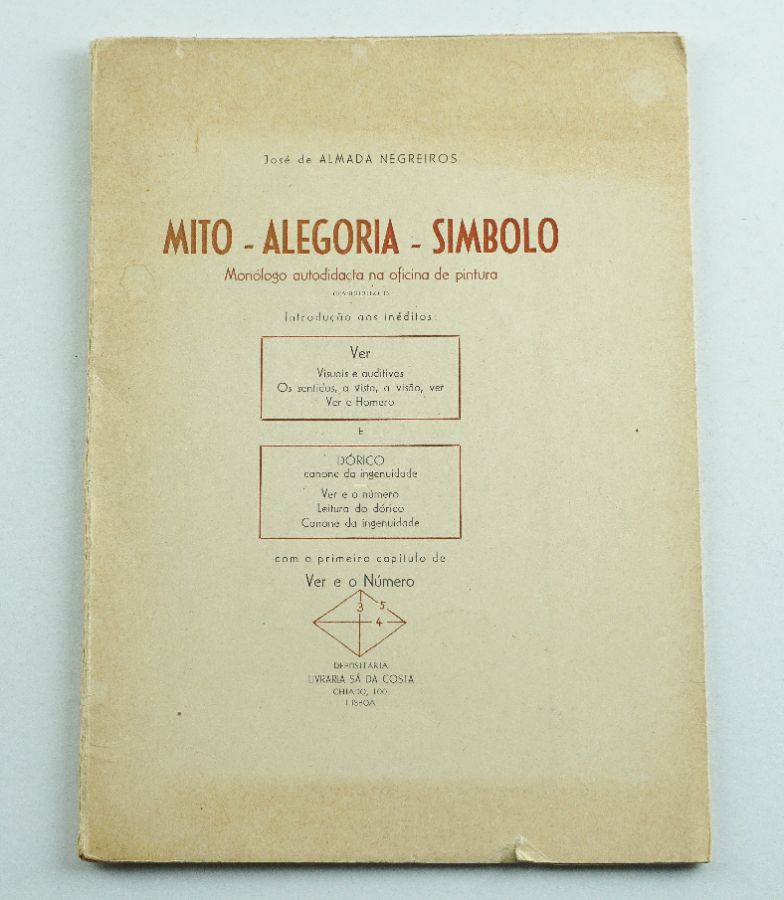 José de ALMADA NEGREIROS
MITO - ALEGORIA - SIMBOLO
Monólogo autodidacta na oficina de pintura
Introdução aos inéditos:
Ver
Visuais e auditivos
Os sentidos, a vista, a visão, ver
Ver e Homero
E
DÓRICO
canone da ingenuidade
Ver e o número
Leitura do dórico
Canone da ingenuidade
com o primeiro capitulo de
Ver e o Número
3 5
4
DEPOSITARIA
LIVRARIA SÁ DA COSTA
CHIADO, 100
LISBOA